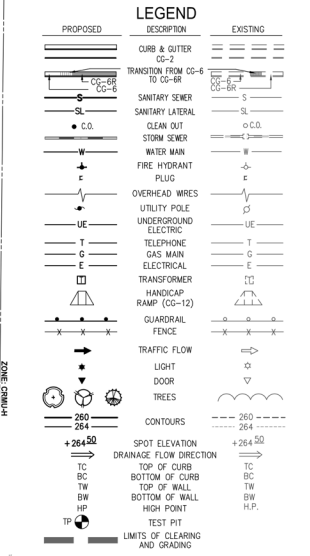 LEGEND
PROPOSED DESCRIPTION EXISTING
CURB & GUTTER
CG-2
TRANSITION FROM CG-6
TO CG-6R
CG-6R CG-6
CG-6 CG-6R
S SANITARY SEWER S
SL SANITARY LATERAL SL
C.O. CLEAN OUT C.O.
STORM SEWER
W WATER MAIN W
FIRE HYDRANT
PLUG
OVERHEAD WIRES
UTILITY POLE
UE UNDERGROUND UE
ELECTRIC
T TELEPHONE T
G GAS MAIN G
E ELECTRICAL E
T TRANSFORMER T
HANDICAP
RAMP (CG-12)
GUARDRAIL
X X X FENCE X X X
TRAFFIC FLOW
LIGHT
DOOR
TREES
260 CONTOURS 260
264 264
+264 50 SPOT ELEVATION +264 50
DRAINAGE FLOW DIRECTION
TC TOP OF CURB TC
BC BOTTOM OF CURB BC
TW TOP OF WALL TW
BW BOTTOM OF WALL BW
HP HIGH POINT H.P.
TP TEST PIT
LIMITS OF CLEARING
AND GRADING
ZONE: CRMU-H